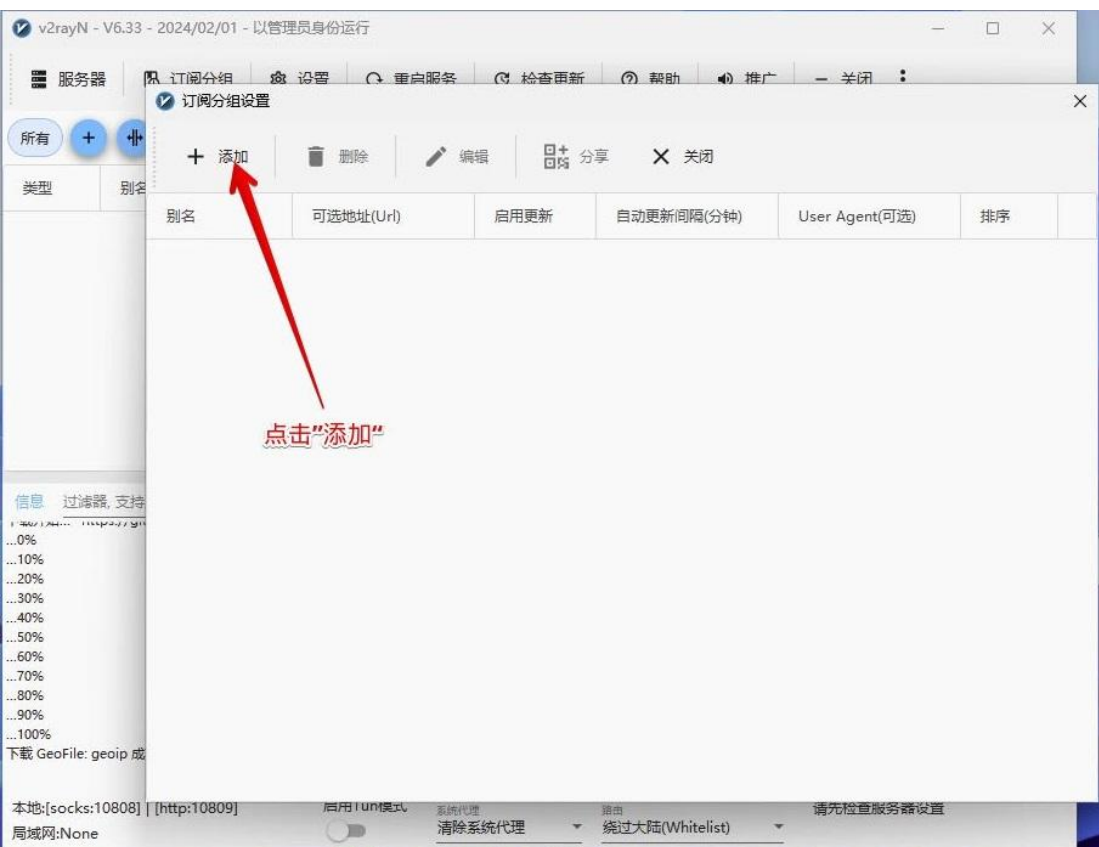 v2rayN - V6.33 - 2024/02/01 - 以管理员身份运行
服务器 订阅分组 设置 重启服务 检查更新 帮助 推广 关闭
订阅分组设置
所有
添加 删除 编辑 分享 关闭
类型 别名
别名 可选地址(Url) 启用更新 自动更新间隔(分钟) User Agent(可选) 排序
点击"添加"
信息 过滤器, 支持
...0%
...10%
...20%
...30%
...40%
...50%
...60%
...70%
...80%
...90%
...100%
下载 GeoFile: geoip 成
本地:[socks:10808] | [http:10809] 启用Tun模式 系统代理 路由 请先检查服务器设置
局域网:None 清除系统代理 绕过大陆(Whitelist)